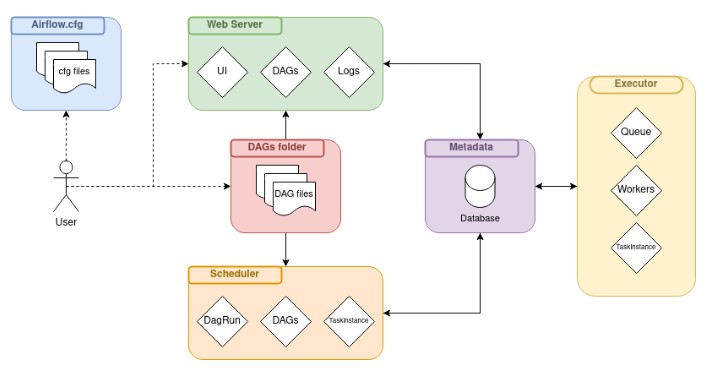 Airflow.cfg
cfg files
Web Server
UI
DAGs
Logs
Executor
Queue
Workers
TaskInstance
DAGs folder
DAG files
Metadata
Database
User
Scheduler
DagRun
DAGs
TaskInstance